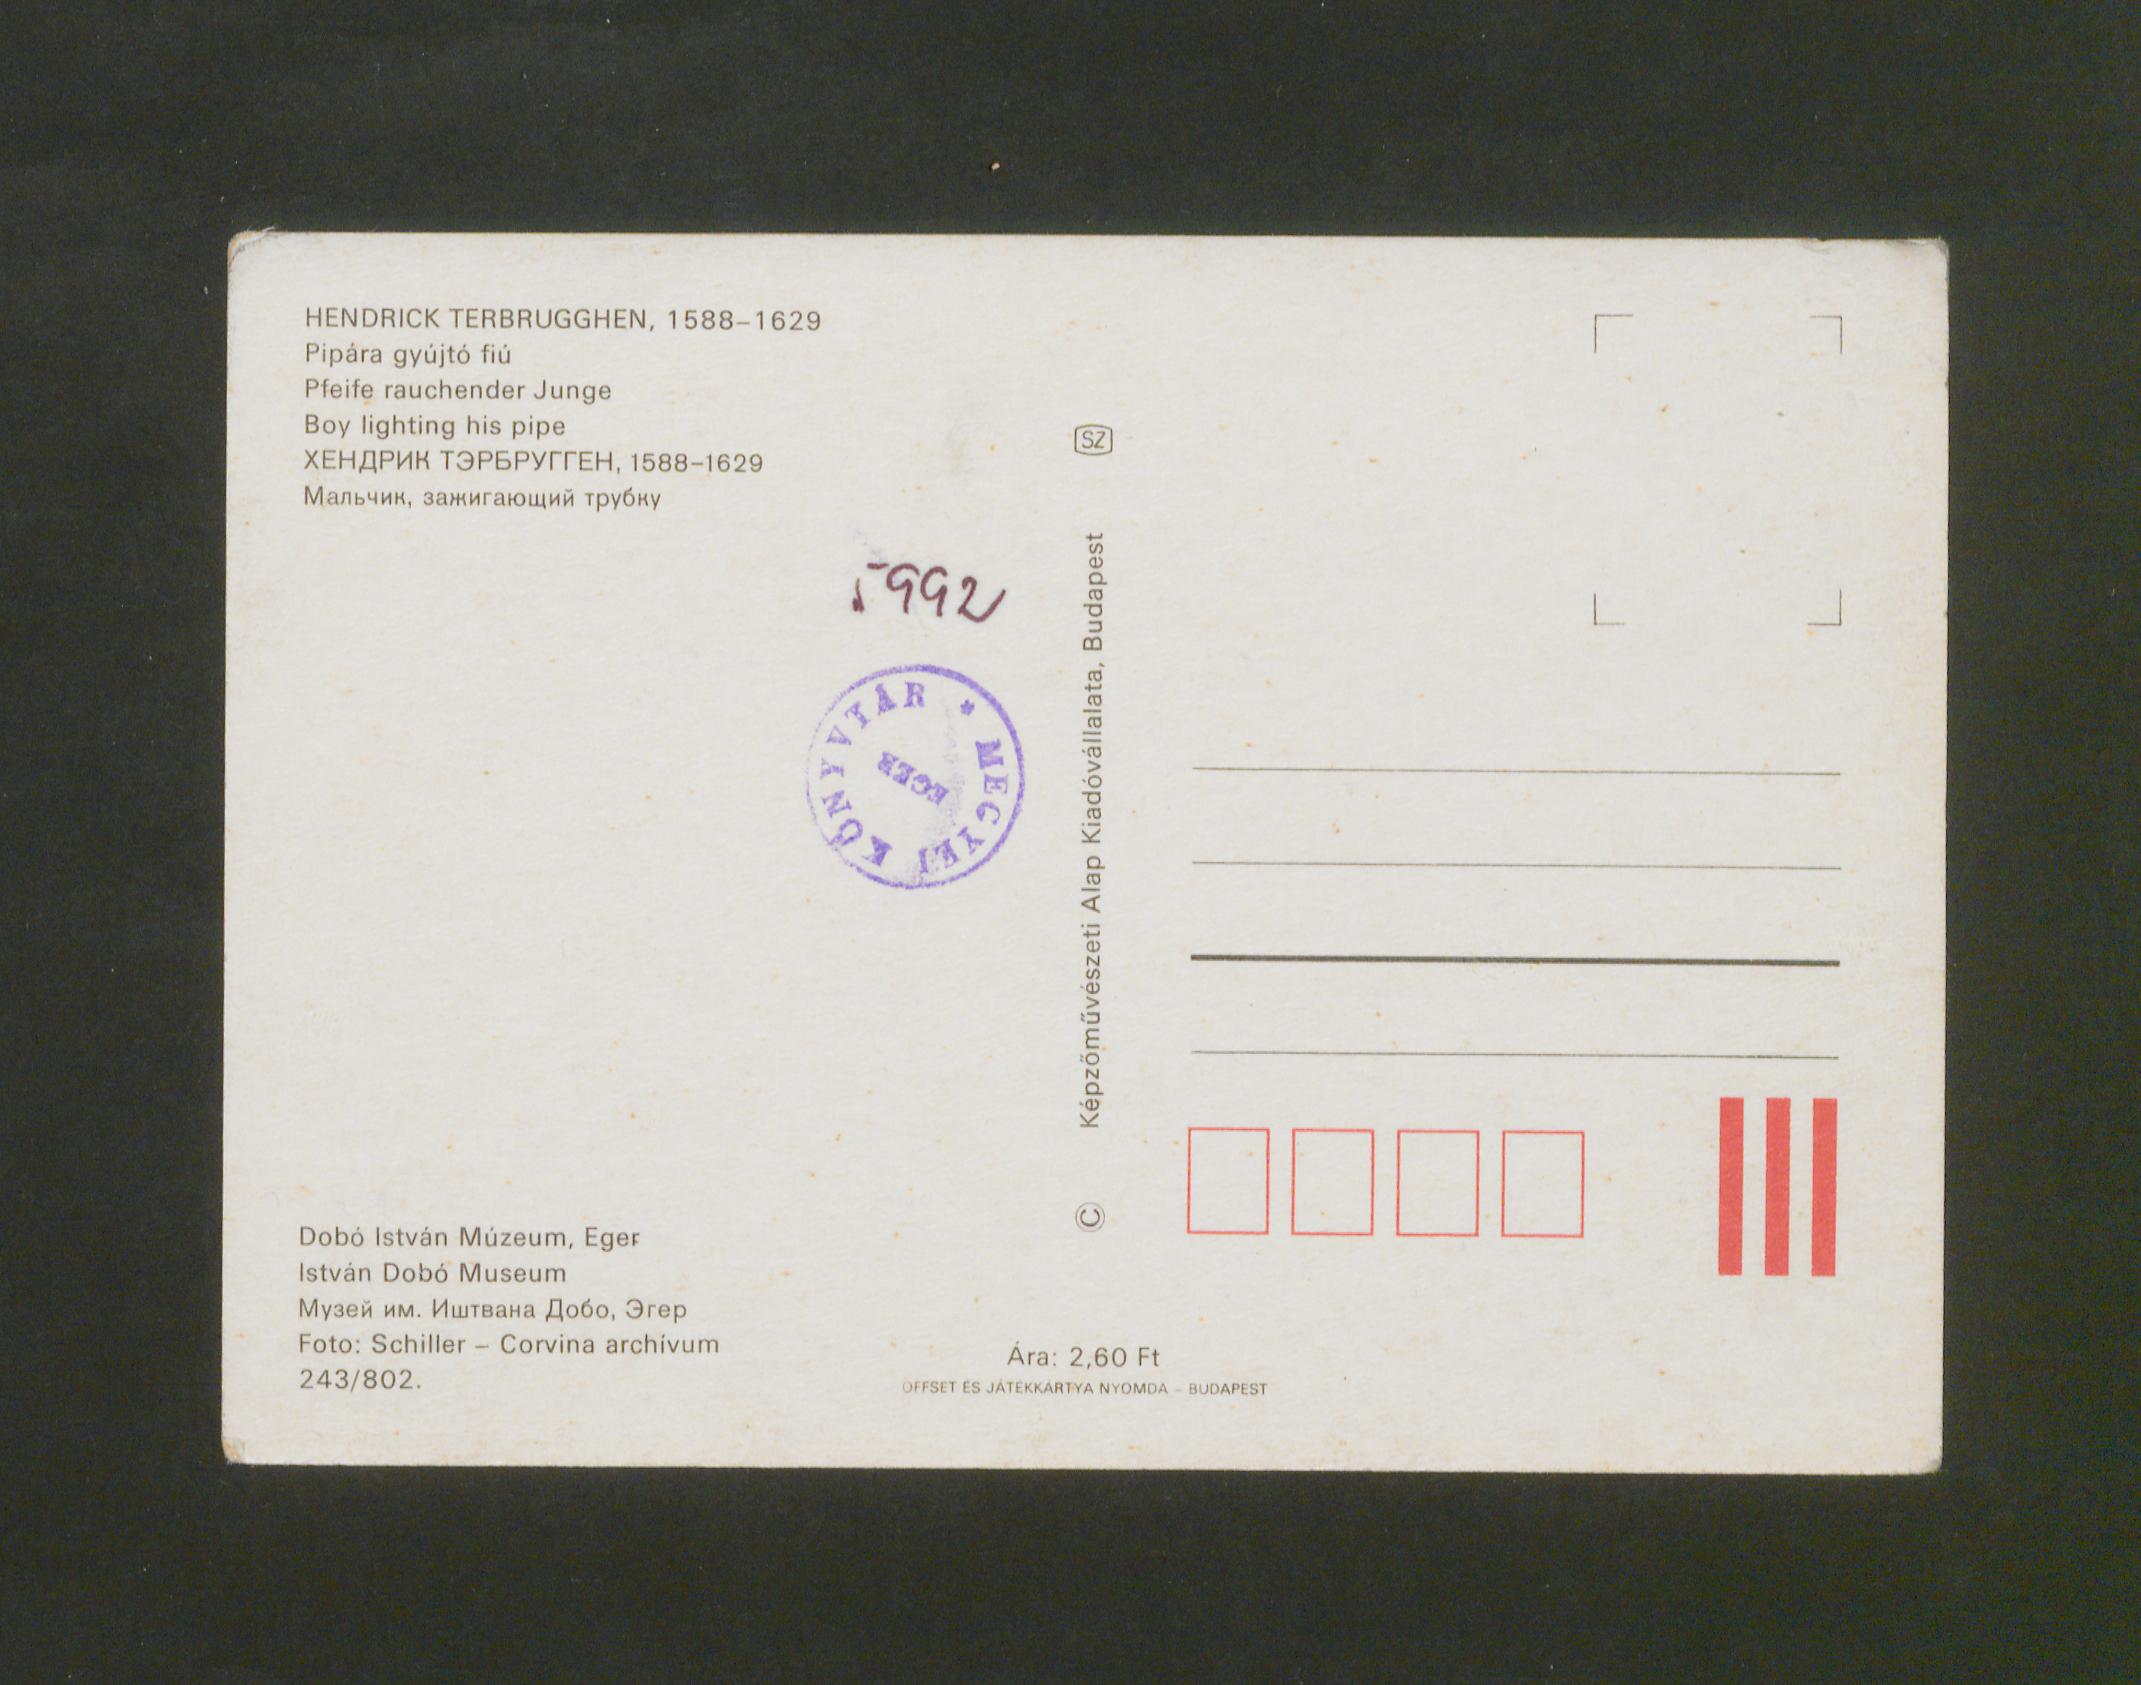 HENDRICK TERBRUGGHEN, 1588–1629
Pipára gyújtó fiú
Pfeife rauchender Junge
Boy lighting his pipe
ХЕНДРИК ТЭРБРУГГЕН, 1588–1629
Мальчик, зажигающий трубку
5992
MEGYEI KÖNYVTÁR *
EGER
SZ
Képzőművészeti Alap Kiadóvállalata, Budapest
©
Dobó István Múzeum, Eger
István Dobó Museum
Музей им. Иштвана Добо, Эгер
Foto: Schiller – Corvina archívum
243/802.
Ára: 2,60 Ft
OFFSET ÉS JÁTÉKKÁRTYA NYOMDA – BUDAPEST